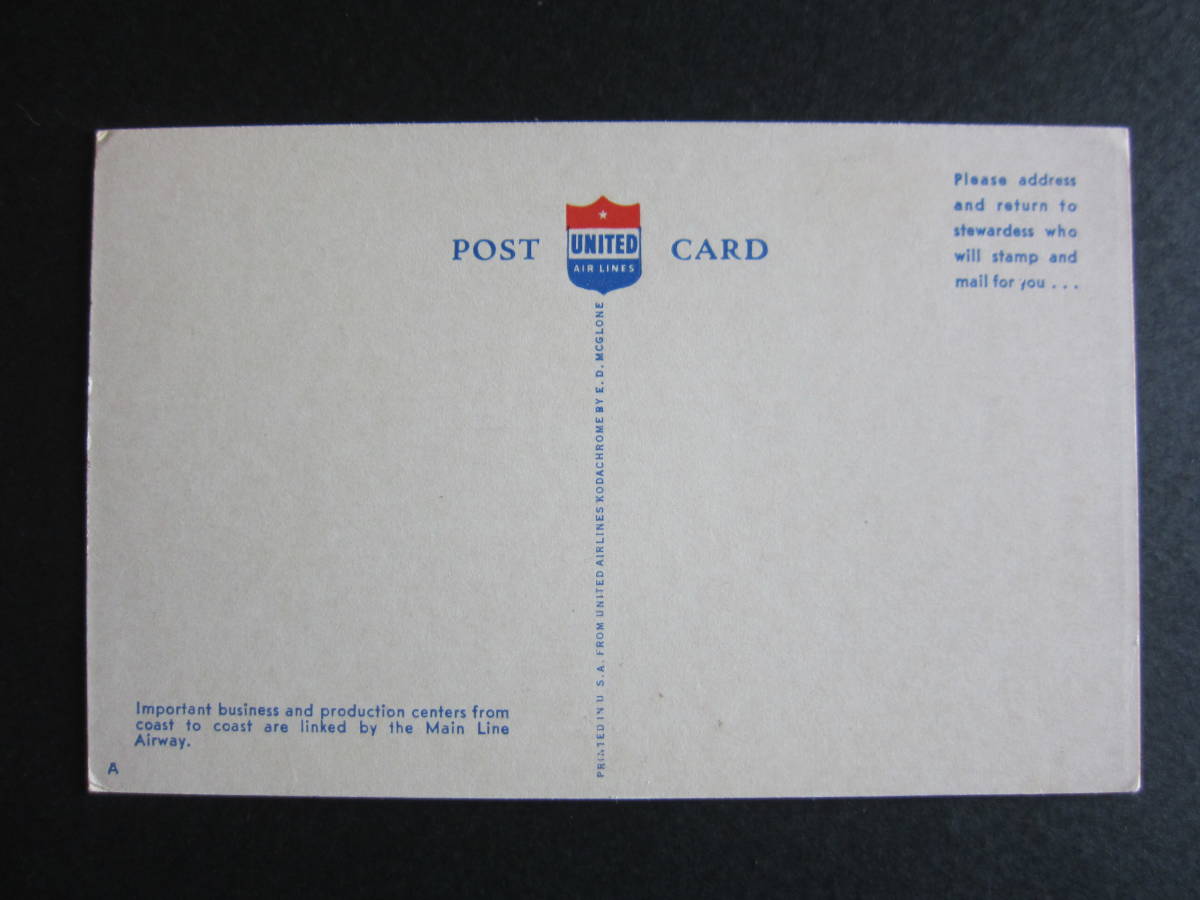 POST CARD
UNITED
AIR LINES
Please address
and return to
stewardess who
will stamp and
mail for you . . .
PRINTED IN U S.A. FROM UNITED AIRLINES KODACHROME BY E. D. MCGLONE
Important business and production centers from
coast to coast are linked by the Main Line
Airway.
A